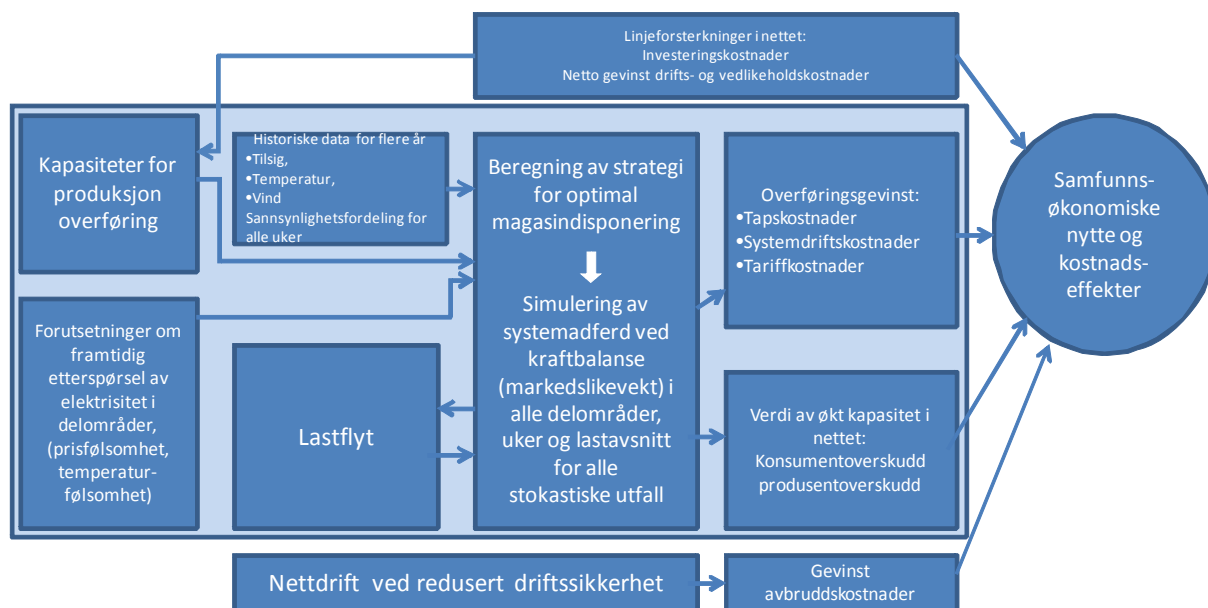 Linjeforsterkninger i nettet:
Investeringskostnader
Netto gevinst drifts- og vedlikeholdskostnader
Kapasiteter for
produksjon
overføring
Historiske data for flere år
•Tilsig,
•Temperatur,
•Vind
Sannsynlighetsfordeling for
alle uker
Beregning av strategi
for optimal
magasindisponering
Simulering av
systemadferd ved
kraftbalanse
(markedslikevekt) i
alle delområder,
uker og lastavsnitt
for alle
stokastiske utfall
Overføringsgevinst:
•Tapskostnader
•Systemdriftskostnader
•Tariffkostnader
Samfunns-
økonomiske
nytte og
kostnads-
effekter
Forutsetninger om
framtidig
etterspørsel av
elektrisitet i
delområder,
(prisfølsomhet,
temperatur-
følsomhet)
Lastflyt
Verdi av økt kapasitet i
nettet:
Konsumentoverskudd
produsentoverskudd
Nettdrift ved redusert driftssikkerhet
Gevinst
avbruddskostnader